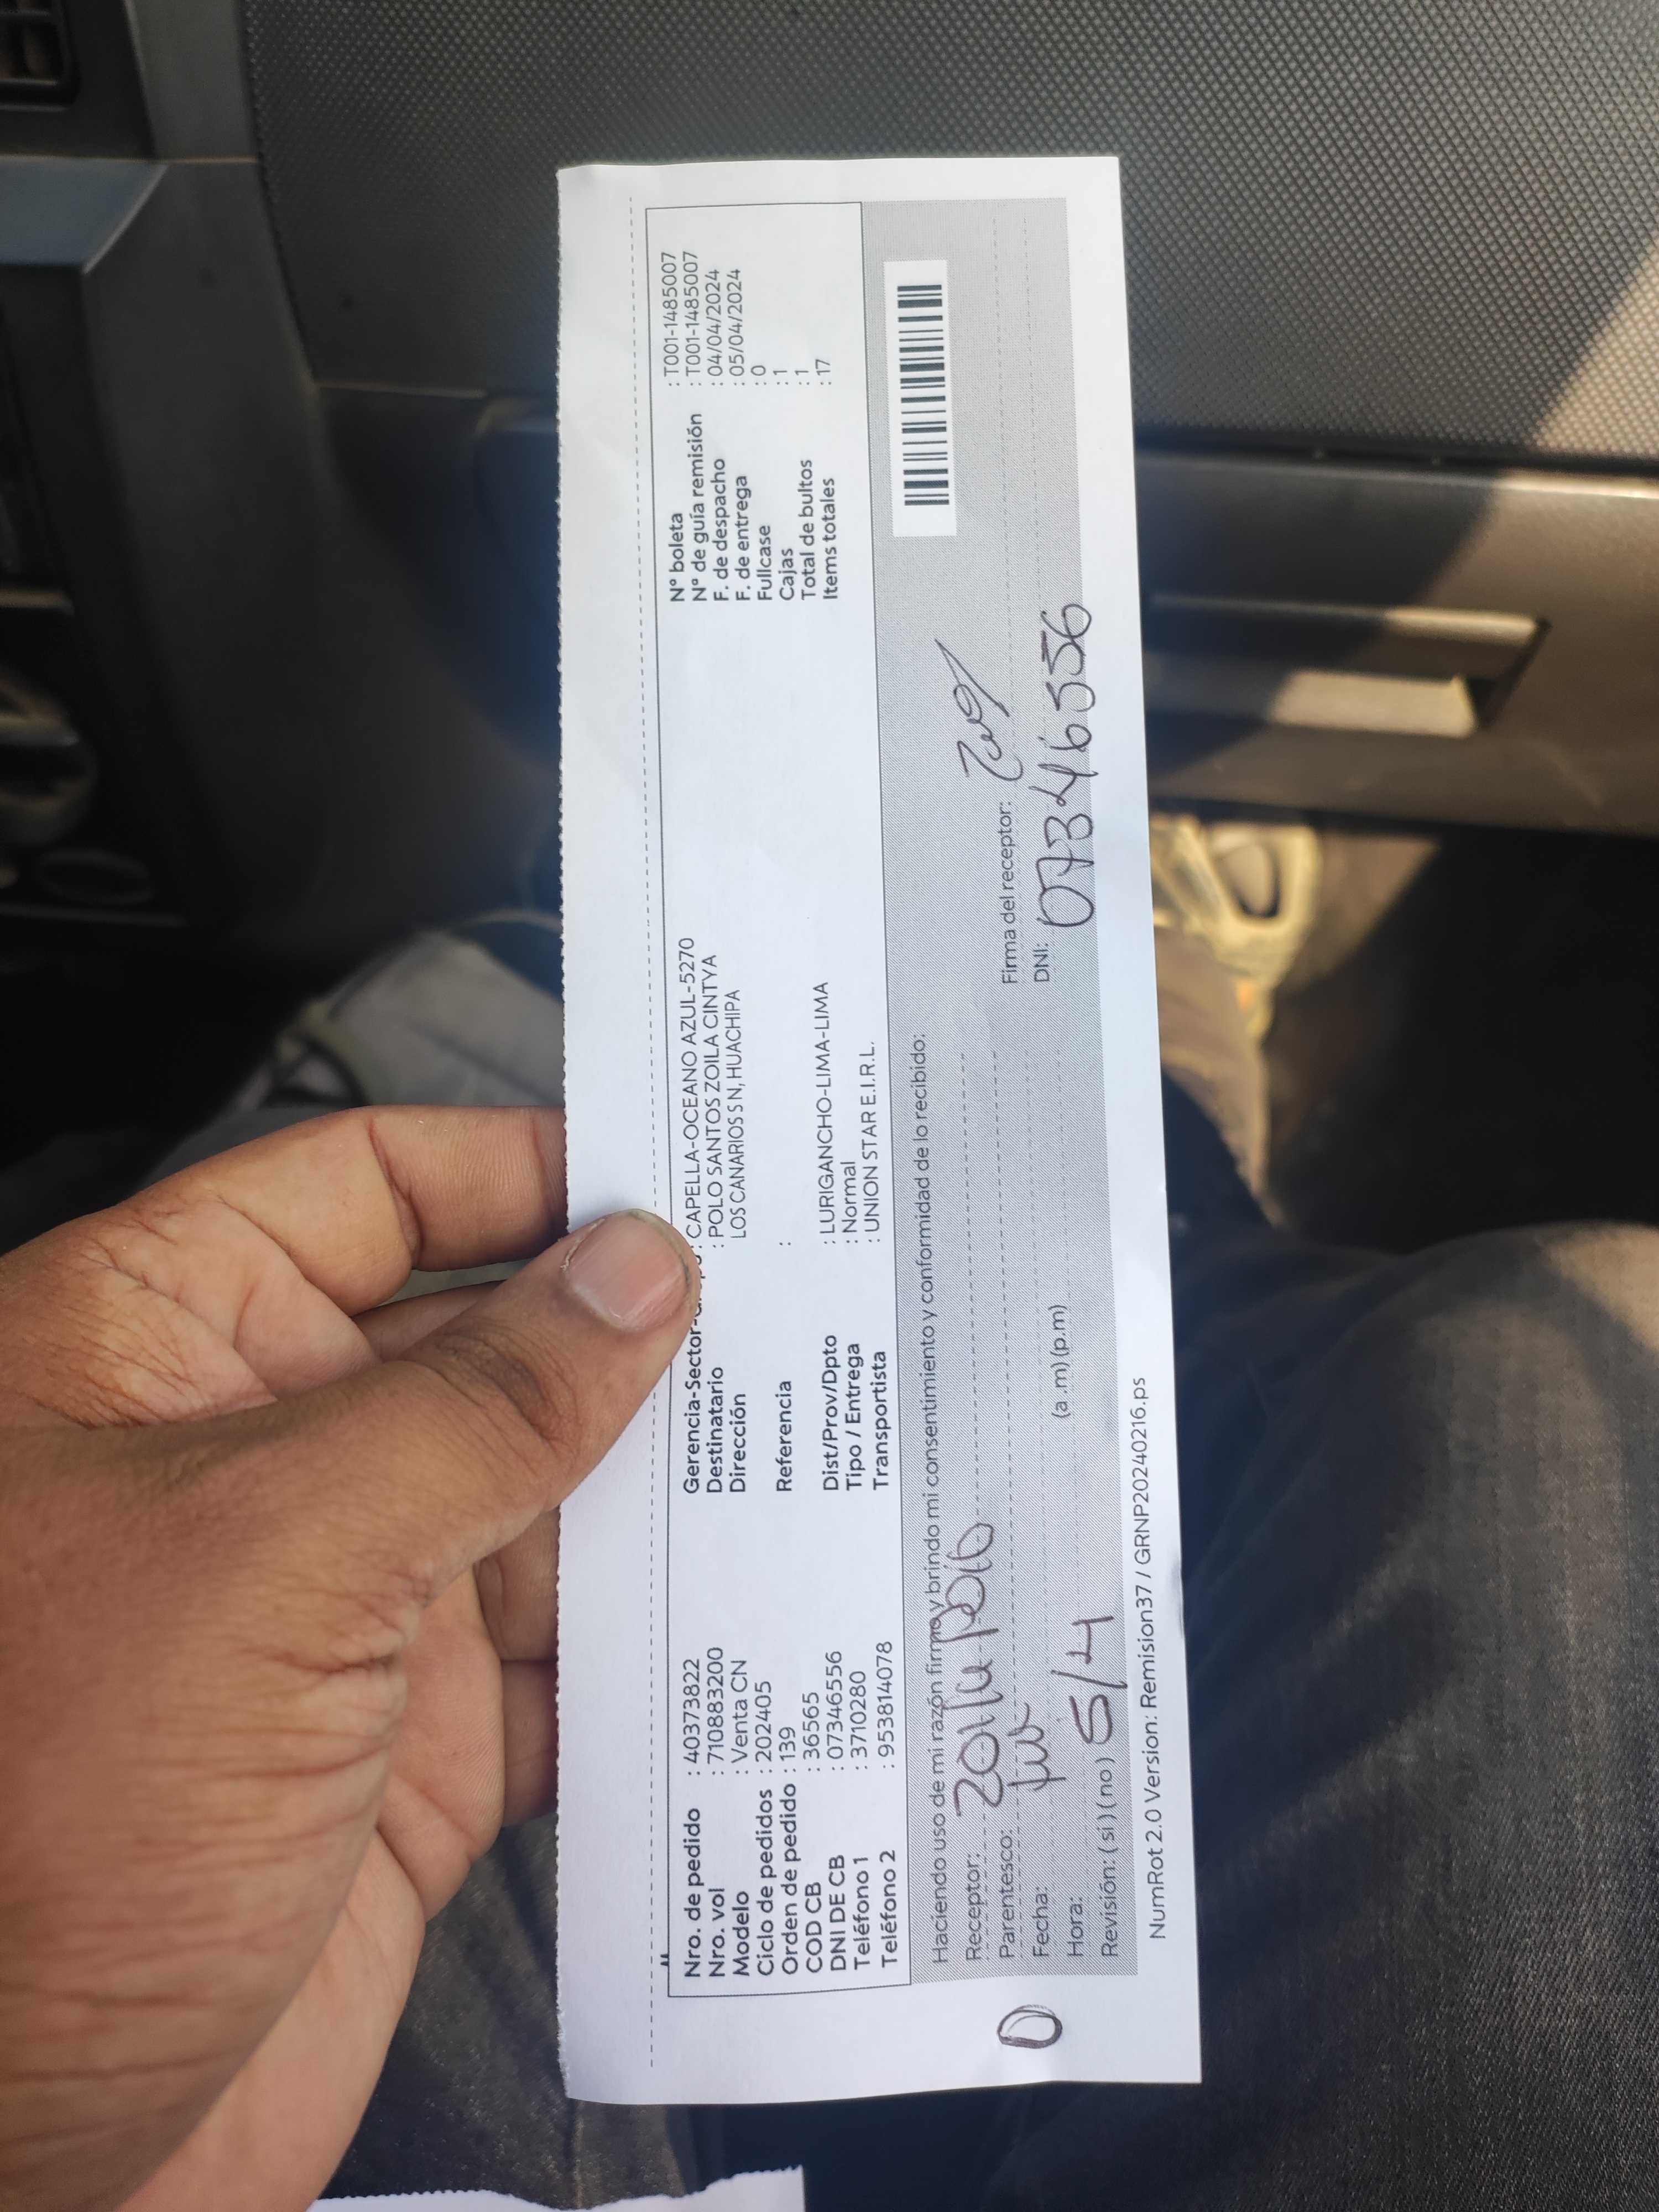 Nro. de pedido : 40373822
Nro. vol : 710883200
Modelo : Venta CN
Ciclo de pedidos : 202405
Orden de pedido : 139
COD CB : 36565
DNI DE CB : 07346556
Teléfono 1 : 3710280
Teléfono 2 : 953814078
Gerencia-Sector- : CAPELLA-OCEANO AZUL-5270
Destinatario : POLO SANTOS ZOILA CINTYA
Dirección LOS CANARIOS S N, HUACHIPA
Referencia :
Dist/Prov/Dpto : LURIGANCHO-LIMA-LIMA
Tipo / Entrega : Normal
Transportista : UNION STAR E.I.R.L.
N° boleta : T001-1485007
N° de guía remisión : T001-1485007
F. de despacho : 04/04/2024
F. de entrega : 05/04/2024
Fullcase : 0
Cajas : 1
Total de bultos : 1
Items totales : 17
Haciendo uso de mi razón firmo y brindo mi consentimiento y conformidad de lo recibido:
Receptor: Polo
Parentesco:
Fecha:
Hora: 5/4 (a .m) (p.m)
Revisión: ( si ) ( no )
Firma del receptor:
DNI: 07346556
NumRot 2.0 Version: Remision37 / GRNP20240216.ps